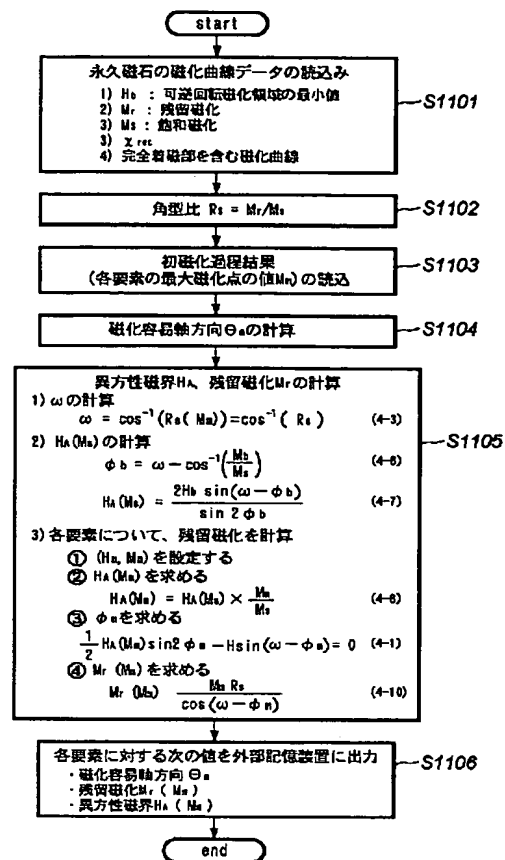 start
永久磁石の磁化曲線データの読込み
1) Hb : 可逆回転磁化領域の最小値
2) Mr : 残留磁化
3) Ms : 飽和磁化
3) χrec
4) 完全着磁部を含む磁化曲線
S1101
角型比 Rs = Mr/Ms
S1102
初磁化過程結果
(各要素の最大磁化点の値Mm)の読込
S1103
磁化容易軸方向Θmの計算
S1104
異方性磁界HA、残留磁化Mrの計算
1) ωの計算
ω = cos⁻¹(Rs(Mm))=cos⁻¹( Rs ) (4-3)
2) HA(Ms) の計算
φb = ω − cos⁻¹(Mb/Ms) (4-6)
HA(Ms) = 2Hb sin(ω−φb) / sin 2φb (4-7)
S1105
3) 各要素について、残留磁化を計算
① (Hm, Mm) を設定する
② HA(Mm) を求める
HA(Mm) = HA(Ms) × Mm/Ms (4-6)
③ φmを求める
1/2 HA(Mm)sin2φm −Hsin(ω−φm)= 0 (4-1)
④ Mr (Mm) を求める
Mr (Mm) Mm Rs / cos(ω−φm) (4-10)
各要素に対する次の値を外部記憶装置に出力
・磁化容易軸方向 Θm
・残留磁化Mr ( Mm )
・異方性磁界HA ( Mm )
S1106
end